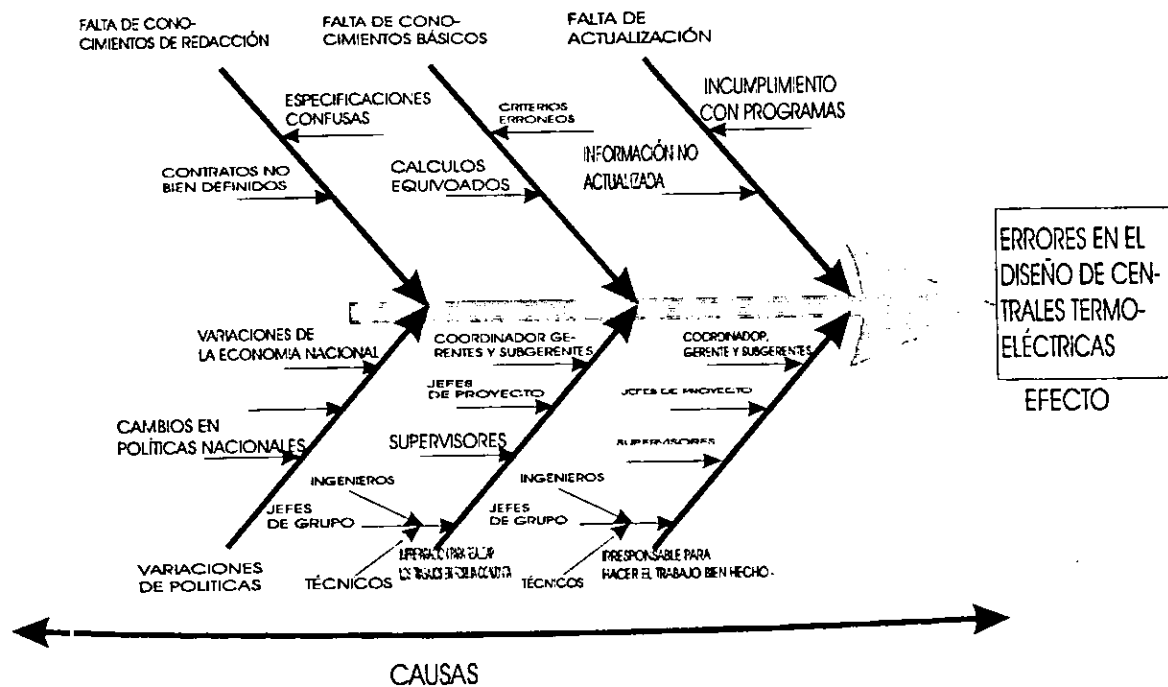 FALTA DE CONO-
CIMIENTOS DE REDACCIÓN
FALTA DE CONO-
CIMIENTOS BÁSICOS
FALTA DE
ACTUALIZACIÓN
ESPECIFICACIONES
CONFUSAS
CRITERIOS
ERRONEOS
INCUMPLIMIENTO
CON PROGRAMAS
CONTRATOS NO
BIEN DEFINIDOS
CALCULOS
EQUIVOADOS
INFORMACIÓN NO
ACTUALIZADA
ERRORES EN EL
DISEÑO DE CEN-
TRALES TERMO-
ELÉCTRICAS
EFECTO
VARIACIONES DE
LA ECONOMIA NACIONAL
COORDINADOR GE-
RENTES Y SUBGERENTES
COORDINADOR,
GERENTE Y SUBGERENTES
JEFES
DE PROYECTO
JEFES DE PROYECTO
CAMBIOS EN
POLÍTICAS NACIONALES
SUPERVISORES
SUPERVISORES
INGENIEROS
INGENIEROS
JEFES
DE GRUPO
JEFES
DE GRUPO
VARIACIONES
DE POLITICAS
TÉCNICOS
PARA
LOS EN
TÉCNICOS
IRRESPONSABLE PARA
HACER EL TRABAJO BIEN HECHO
CAUSAS